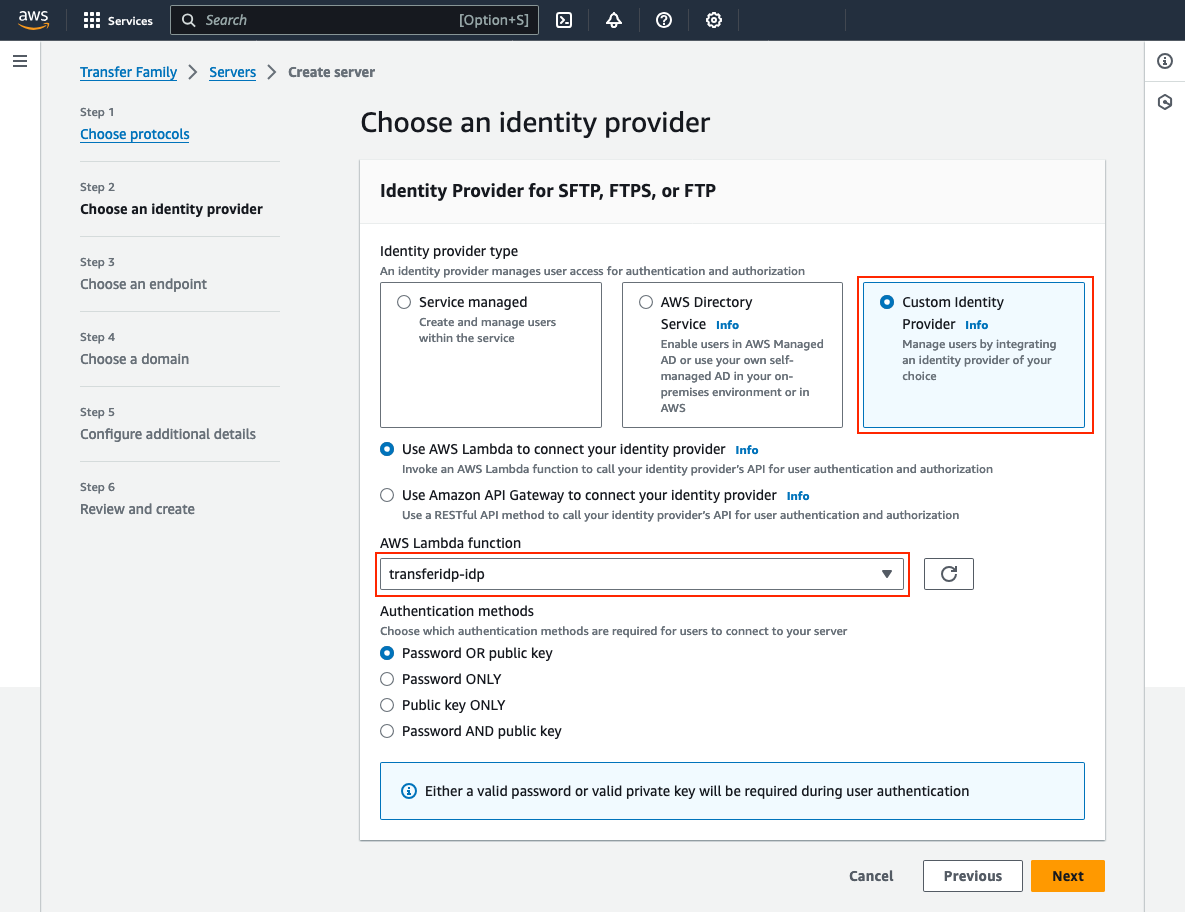 aws
Services
Search
[Option+S]
Transfer Family
Servers
Create server
Step 1
Choose protocols
Step 2
Choose an identity provider
Step 3
Choose an endpoint
Step 4
Choose a domain
Step 5
Configure additional details
Step 6
Review and create
Choose an identity provider
Identity Provider for SFTP, FTPS, or FTP
Identity provider type
An identity provider manages user access for authentication and authorization
Service managed
Create and manage users
within the service
AWS Directory
Service Info
Enable users in AWS Managed
AD or use your own self-
managed AD in your on-
premises environment or in
AWS
Custom Identity
Provider Info
Manage users by integrating
an identity provider of your
choice
Use AWS Lambda to connect your identity provider Info
Invoke an AWS Lambda function to call your identity provider's API for user authentication and authorization
Use Amazon API Gateway to connect your identity provider Info
Use a RESTful API method to call your identity provider's API for user authentication and authorization
AWS Lambda function
transferidp-idp
Authentication methods
Choose which authentication methods are required for users to connect to your server
Password OR public key
Password ONLY
Public key ONLY
Password AND public key
Either a valid password or valid private key will be required during user authentication
Cancel
Previous
Next